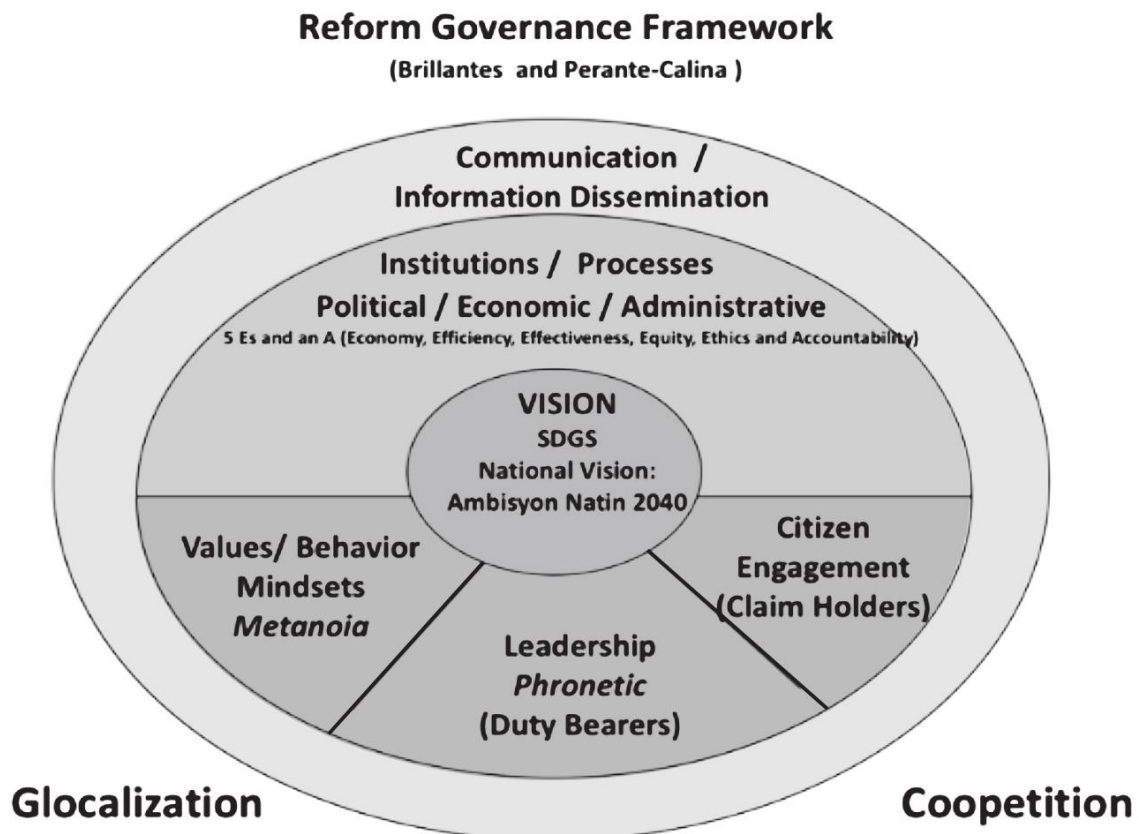 Reform Governance Framework
(Brillantes and Perante-Calina )
Communication /
Information Dissemination
Institutions / Processes
Political / Economic / Administrative
5 Es and an A (Economy, Efficiency, Effectiveness, Equity, Ethics and Accountability)
VISION
SDGS
National Vision:
Ambisyon Natin 2040
Values/ Behavior
Mindsets
Metanoia
Leadership
Phronetic
(Duty Bearers)
Citizen
Engagement
(Claim Holders)
Glocalization
Coopetition